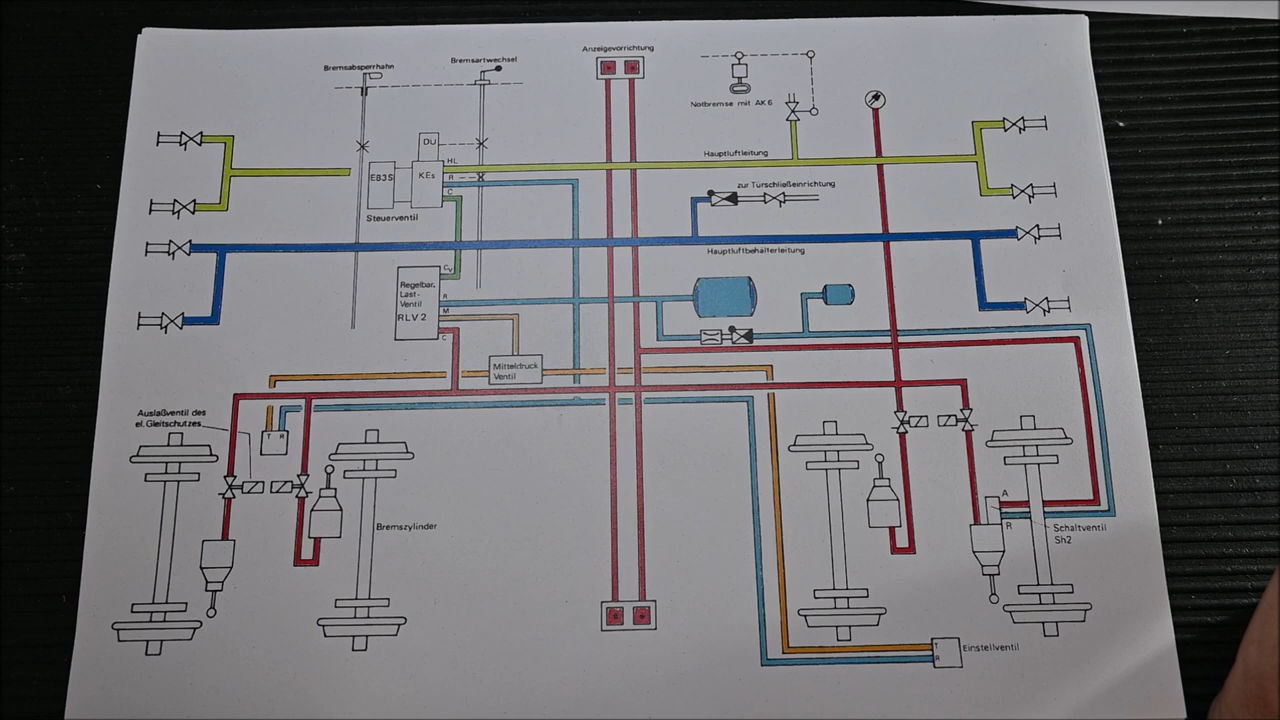 Anzeigevorrichtung
Bremsabsperrhahn
Bremsartwechsel
Notbremse mit AK 6
DU
HL
EB3S
KEs
R
C
Steuerventil
Hauptluftleitung
zur Türschließeinrichtung
Hauptluftbehälterleitung
Cv
Regelbar.
Last-
Ventil
RLV 2
R
M
C
Mitteldruck
Ventil
Auslaßventil des
el. Gleitschutzes
T R
Bremszylinder
A
R
Schaltventil
Sh2
T
R
Einstellventil